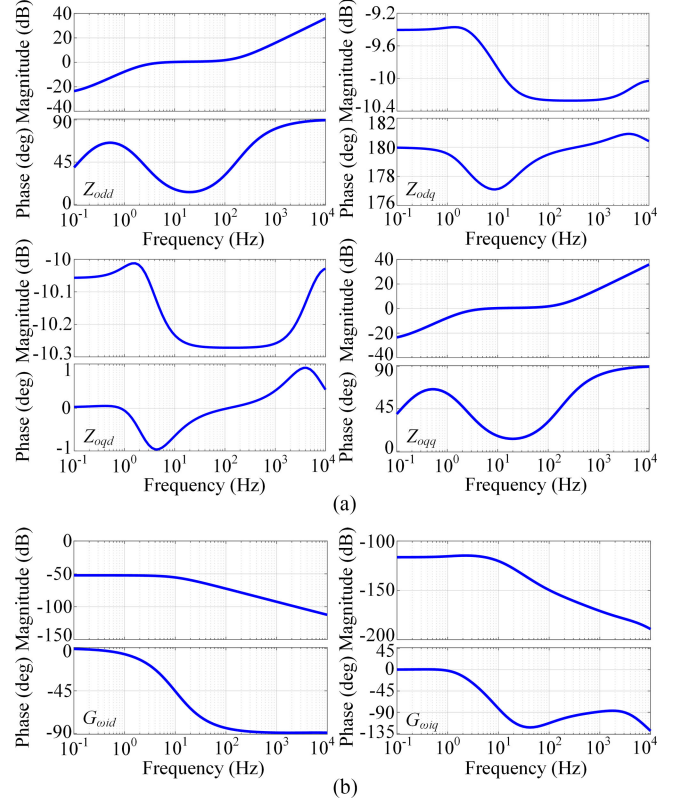 Magnitude (dB)
40
20
0
-20
40
Phase (deg)
90
45
0
Z_odd
10^-1 10^0 10^1 10^2 10^3 10^4
Frequency (Hz)
Magnitude (dB)
-9.2
-9.6
-10
-10.4
Phase (deg)
182
180
178
176
Z_odq
10^-1 10^0 10^1 10^2 10^3 10^4
Frequency (Hz)
Magnitude (dB)
-10
-10.1
-10.2
-10.3
Phase (deg)
1
0
-1
Z_oqd
10^-1 10^0 10^1 10^2 10^3 10^4
Frequency (Hz)
Magnitude (dB)
40
20
0
-20
-40
Phase (deg)
90
45
0
Z_oqq
10^-1 10^0 10^1 10^2 10^3 10^4
Frequency (Hz)
(a)
Magnitude (dB)
0
-50
-100
-150
Phase (deg)
0
-45
-90
G_ωid
10^-1 10^0 10^1 10^2 10^3 10^4
Frequency (Hz)
Magnitude (dB)
-100
-150
-200
Phase (deg)
45
0
-45
-90
-135
G_ωiq
10^-1 10^0 10^1 10^2 10^3 10^4
Frequency (Hz)
(b)